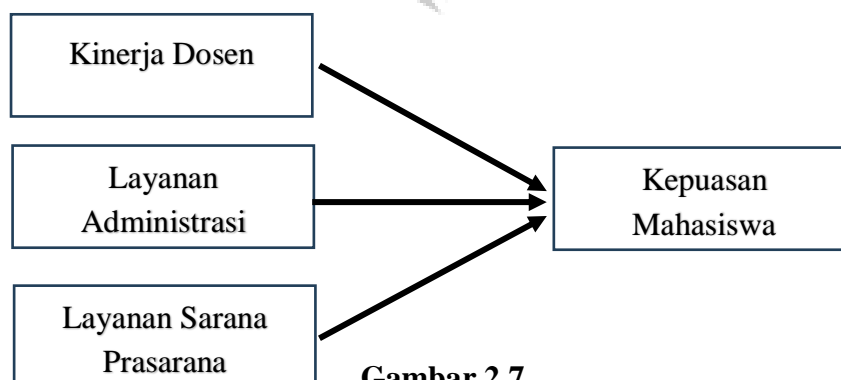 Kinerja Dosen
Layanan
Administrasi
Kepuasan
Mahasiswa
Layanan Sarana
Prasarana
Gambar 2.7